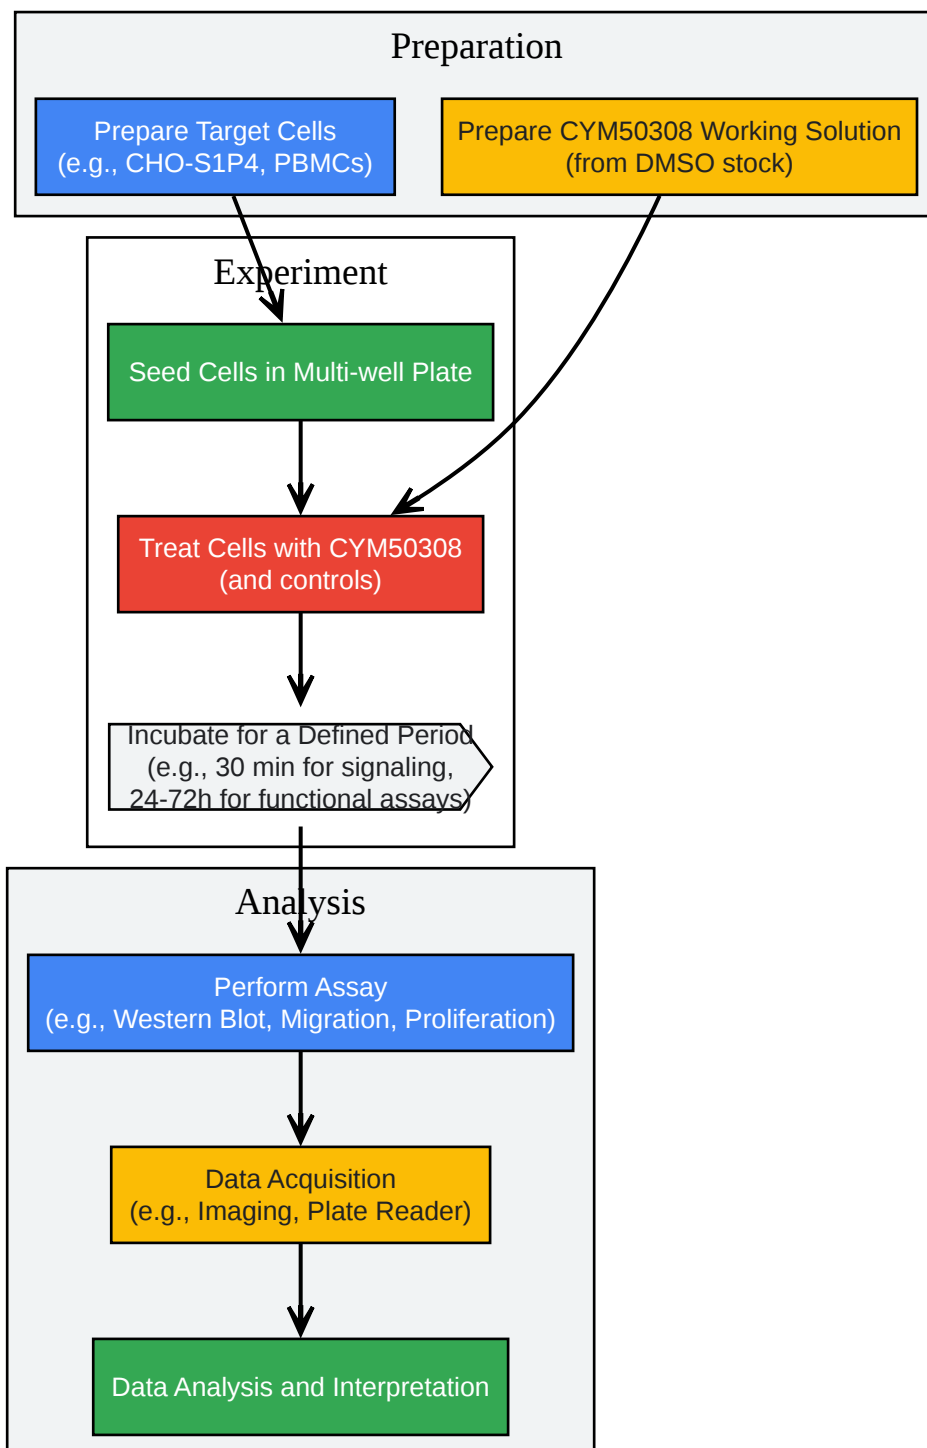 Preparation
Prepare Target Cells
(e.g., CHO-S1P4, PBMCs)
Prepare CYM50308 Working Solution
(from DMSO stock)
Experiment
Seed Cells in Multi-well Plate
Treat Cells with CYM50308
(and controls)
Incubate for a Defined Period
(e.g., 30 min for signaling,
24-72h for functional assays)
Analysis
Perform Assay
(e.g., Western Blot, Migration, Proliferation)
Data Acquisition
(e.g., Imaging, Plate Reader)
Data Analysis and Interpretation